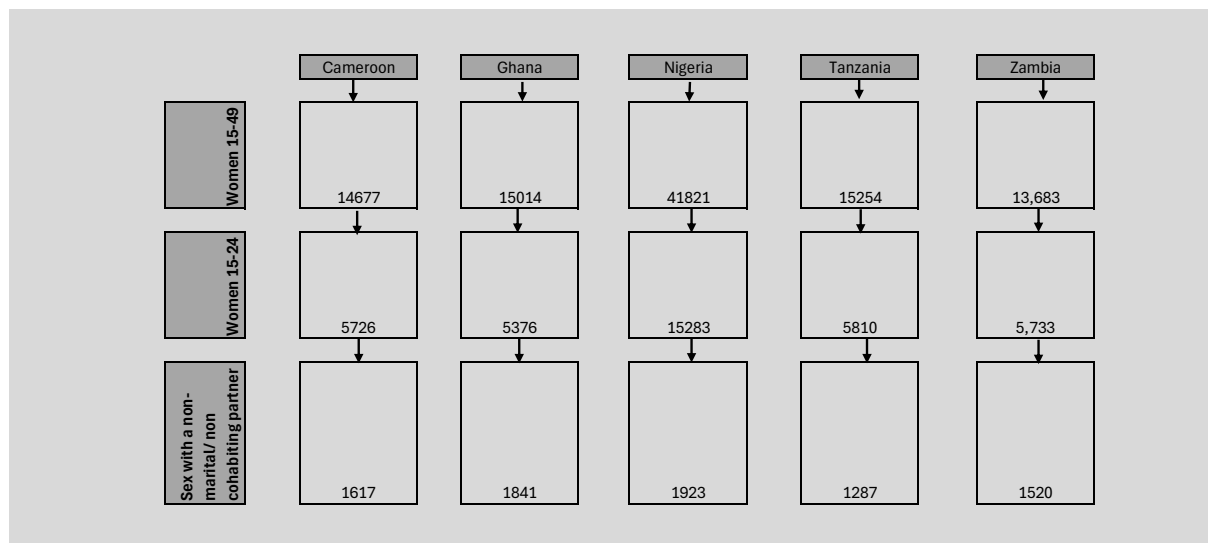 Cameroon
Ghana
Nigeria
Tanzania
Zambia
Women 15-49
14677
15014
41821
15254
13,683
Women 15-24
5726
5376
15283
5810
5,733
Sex with a non-
marital/ non
cohabiting partner
1617
1841
1923
1287
1520